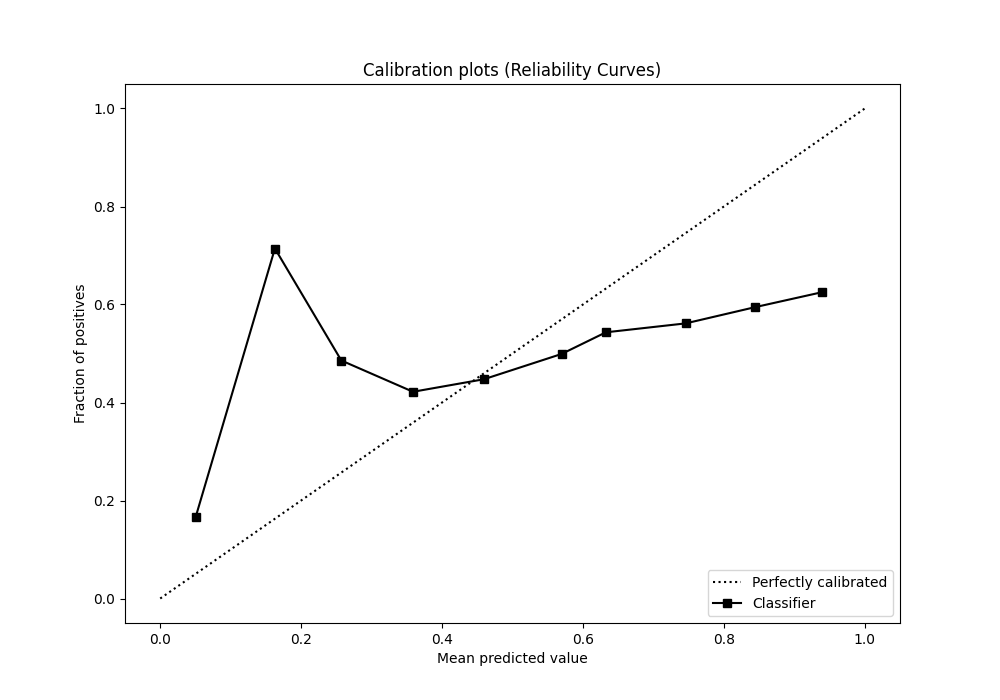 Calibration plots (Reliability Curves)
1.0
0.8
0.6
0.4
0.2
0.0
Fraction of positives
0.0 0.2 0.4 0.6 0.8 1.0
Mean predicted value
Perfectly calibrated
Classifier